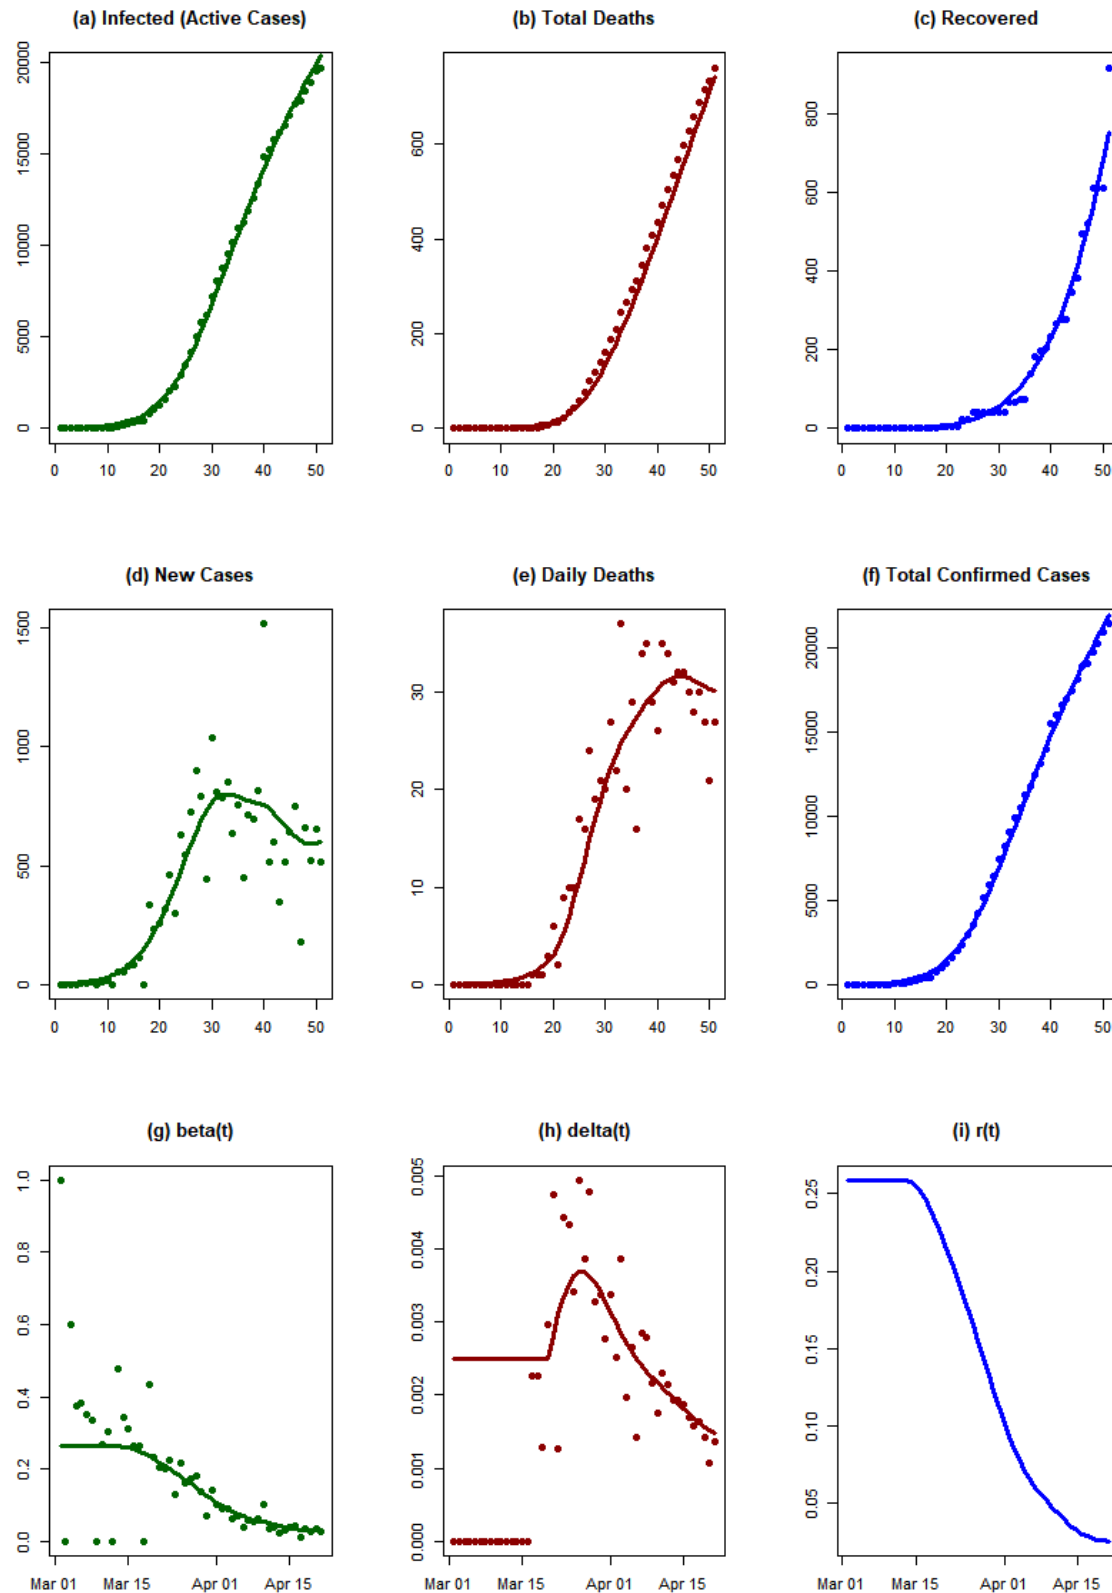 (a) Infected (Active Cases)
20000
15000
10000
5000
0
0 10 20 30 40 50
(b) Total Deaths
600
400
200
0
0 10 20 30 40 50
(c) Recovered
800
600
400
200
0
0 10 20 30 40 50
(d) New Cases
1500
1000
500
0
0 10 20 30 40 50
(e) Daily Deaths
30
20
10
0
0 10 20 30 40 50
(f) Total Confirmed Cases
20000
15000
10000
5000
0
0 10 20 30 40 50
(g) beta(t)
1.0
0.8
0.6
0.4
0.2
0.0
Mar 01 Mar 15 Apr 01 Apr 15
(h) delta(t)
0.005
0.004
0.003
0.002
0.001
0.000
Mar 01 Mar 15 Apr 01 Apr 15
(i) r(t)
0.25
0.20
0.15
0.10
0.05
Mar 01 Mar 15 Apr 01 Apr 15